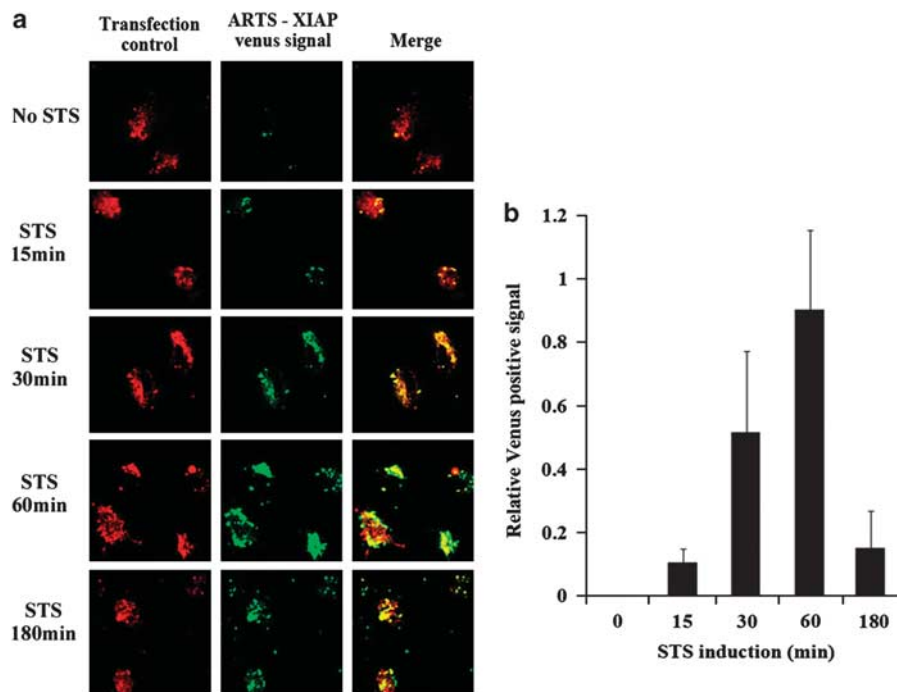 a
Transfection
control
ARTS - XIAP
venus signal
Merge
No STS
STS
15min
STS
30min
STS
60min
STS
180min
b
Relative Venus positive signal
1.2
1
0.8
0.6
0.4
0.2
0
0 15 30 60 180
STS induction (min)